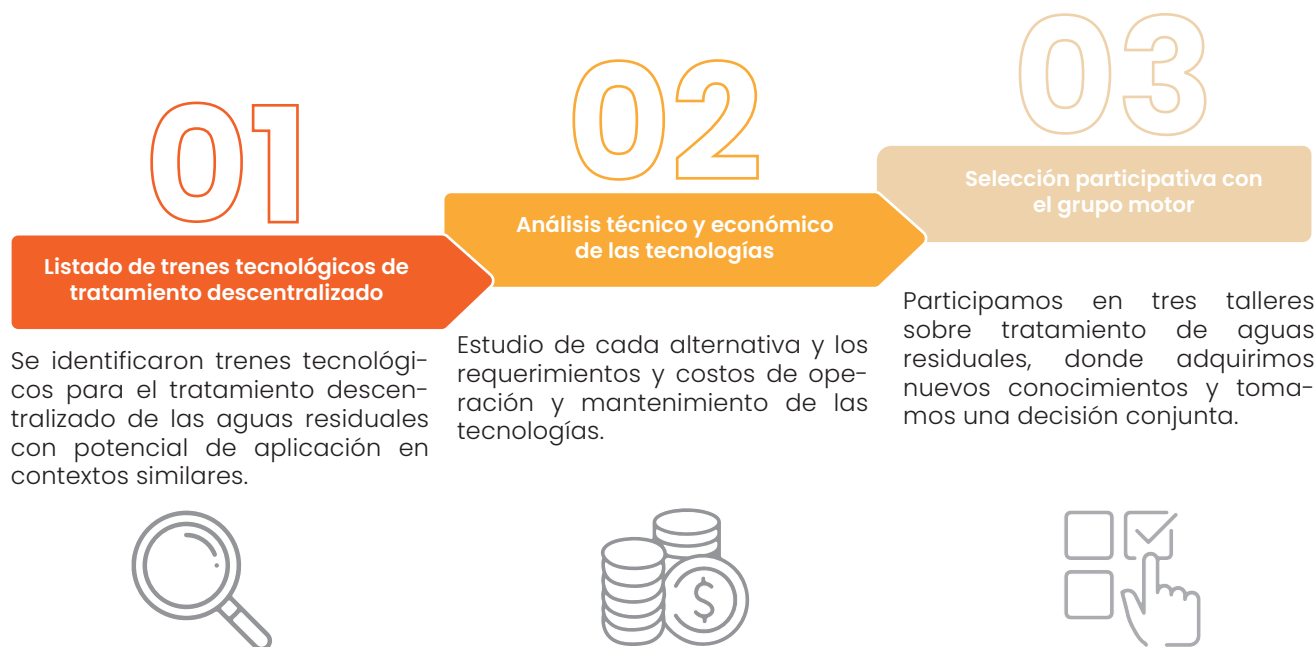 01
Listado de trenes tecnológicos de
tratamiento descentralizado
Se identificaron trenes tecnológi-
cos para el tratamiento descen-
tralizado de las aguas residuales
con potencial de aplicación en
contextos similares.
02
Análisis técnico y económico
de las tecnologías
Estudio de cada alternativa y los
requerimientos y costos de ope-
ración y mantenimiento de las
tecnologías.
$
03
Selección participativa con
el grupo motor
Participamos en tres talleres
sobre tratamiento de aguas
residuales, donde adquirimos
nuevos conocimientos y toma-
mos una decisión conjunta.